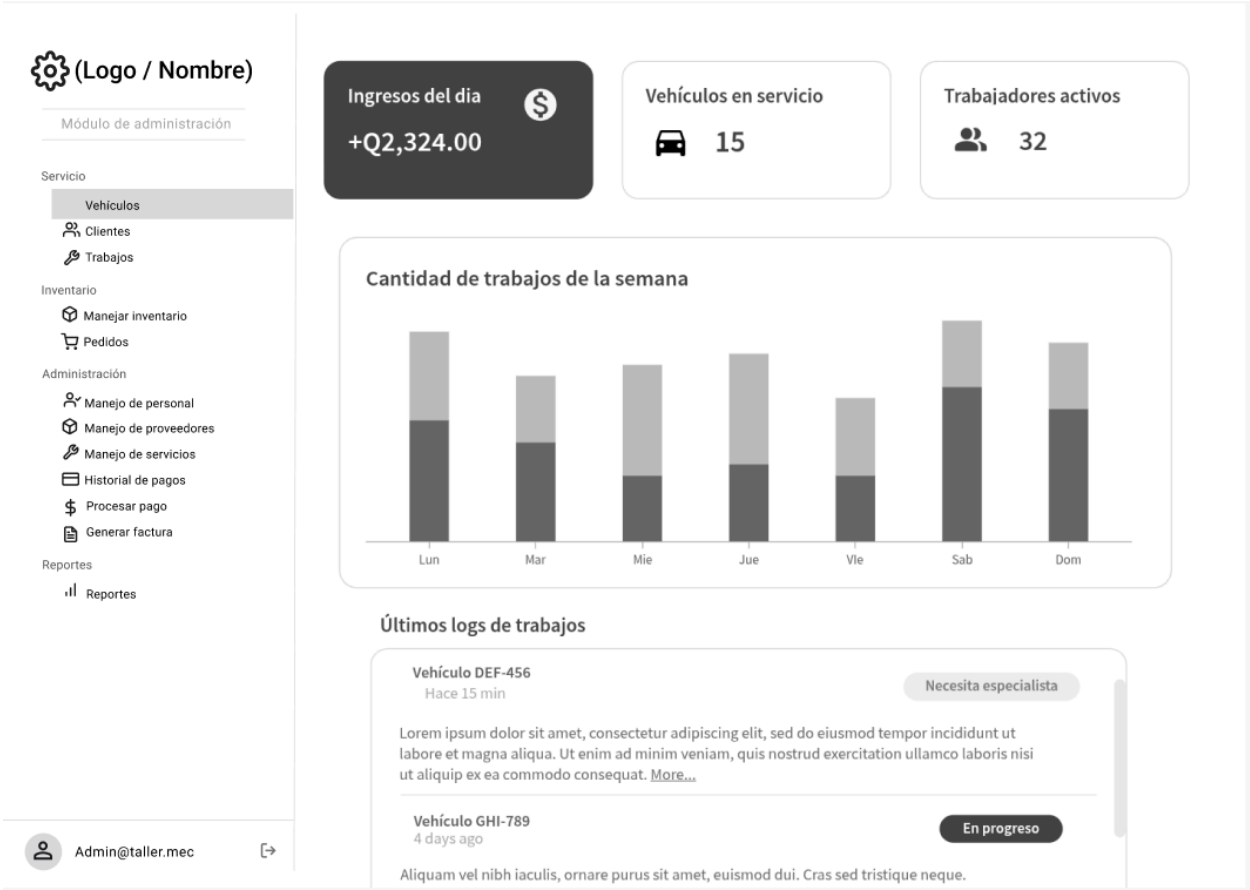 (Logo / Nombre)
Módulo de administración
Servicio
Vehículos
Clientes
Trabajos
Inventario
Manejar inventario
Pedidos
Administración
Manejo de personal
Manejo de proveedores
Manejo de servicios
Historial de pagos
Procesar pago
Generar factura
Reportes
Reportes
Admin@taller.mec
Ingresos del dia
$
+Q2,324.00
Vehículos en servicio
15
Trabajadores activos
32
Cantidad de trabajos de la semana
Lun Mar Mie Jue VIe Sab Dom
Últimos logs de trabajos
Vehículo DEF-456
Hace 15 min
Necesita especialista
Lorem ipsum dolor sit amet, consectetur adipiscing elit, sed do eiusmod tempor incididunt ut
labore et magna aliqua. Ut enim ad minim veniam, quis nostrud exercitation ullamco laboris nisi
ut aliquip ex ea commodo consequat. More...
Vehículo GHI-789
4 days ago
En progreso
Aliquam vel nibh iaculis, ornare purus sit amet, euismod dui. Cras sed tristique neque.